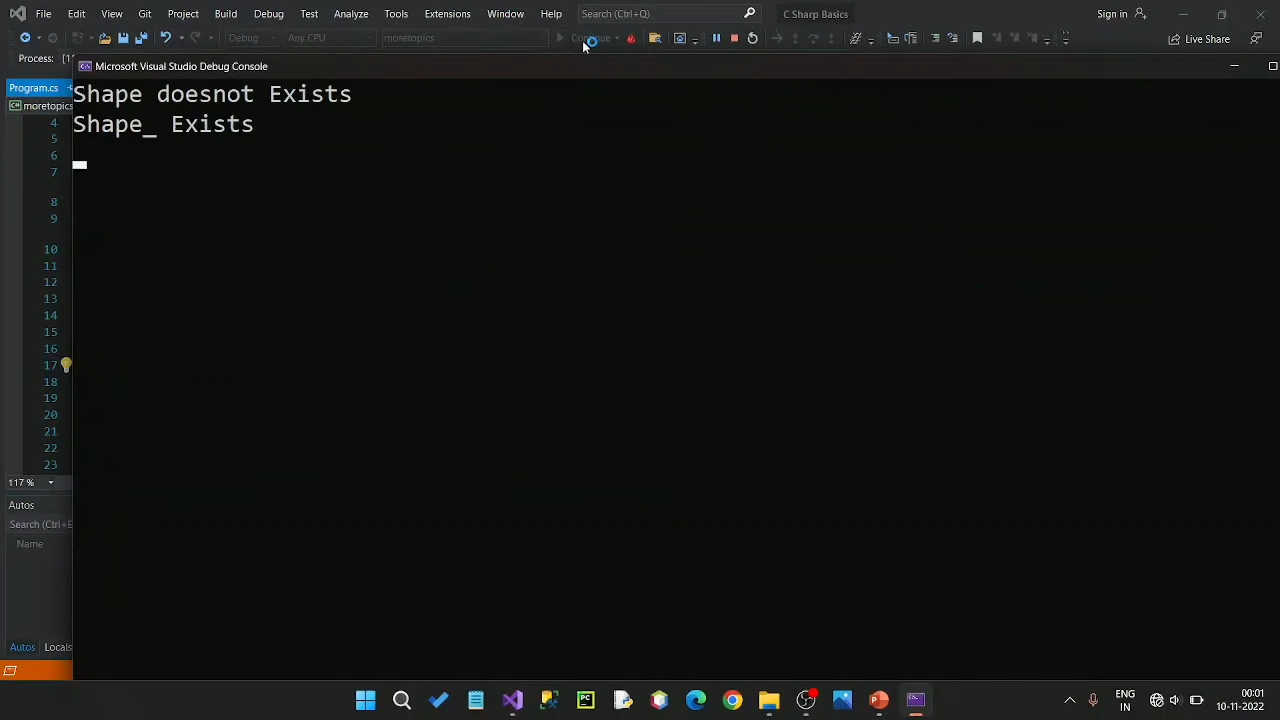 File Edit View Git Project Build Debug Test Analyze Tools Extensions Window Help Search (Ctrl+Q) C Sharp Basics Sign in
Debug Any CPU moretopics Continue Live Share
Process:
Microsoft Visual Studio Debug Console
Program.cs
Shape doesnot Exists
C# moretopics
Shape_ Exists
4
5
6
7
8
9
10
11
12
13
14
15
16
17
18
19
20
21
22
23
117 %
Autos
Search (Ctrl+E
Name
Autos Locals
ENG
IN
00:01
10-11-2022